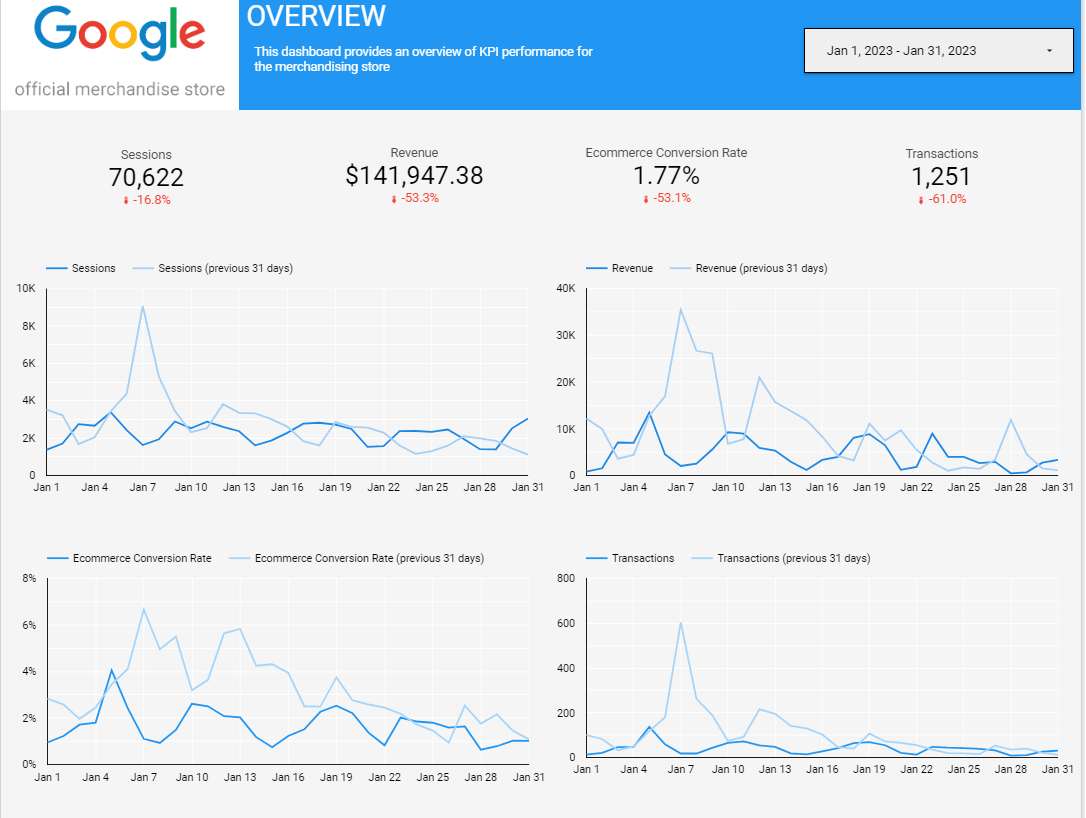 Google
official merchandise store
OVERVIEW
This dashboard provides an overview of KPI performance for
the merchandising store
Jan 1, 2023 - Jan 31, 2023
Sessions
70,622
-16.8%
Revenue
$141,947.38
-53.3%
Ecommerce Conversion Rate
1.77%
-53.1%
Transactions
1,251
-61.0%
Sessions Sessions (previous 31 days)
10K
8K
6K
4K
2K
0
Jan 1 Jan 4 Jan 7 Jan 10 Jan 13 Jan 16 Jan 19 Jan 22 Jan 25 Jan 28 Jan 31
Revenue Revenue (previous 31 days)
40K
30K
20K
10K
0
Jan 1 Jan 4 Jan 7 Jan 10 Jan 13 Jan 16 Jan 19 Jan 22 Jan 25 Jan 28 Jan 31
Ecommerce Conversion Rate Ecommerce Conversion Rate (previous 31 days)
8%
6%
4%
2%
0%
Jan 1 Jan 4 Jan 7 Jan 10 Jan 13 Jan 16 Jan 19 Jan 22 Jan 25 Jan 28 Jan 31
Transactions Transactions (previous 31 days)
800
600
400
200
0
Jan 1 Jan 4 Jan 7 Jan 10 Jan 13 Jan 16 Jan 19 Jan 22 Jan 25 Jan 28 Jan 31